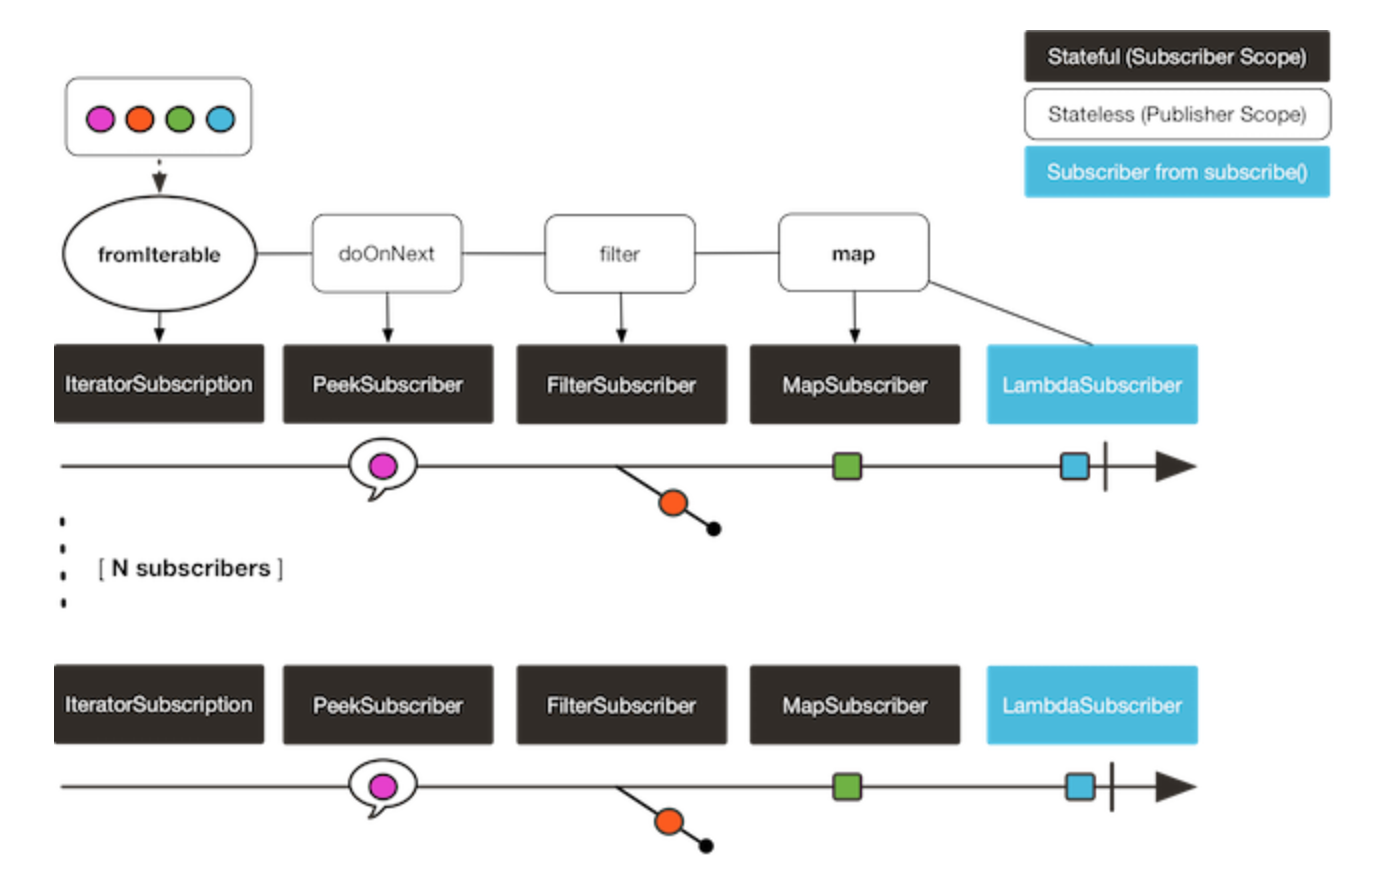 Stateful (Subscriber Scope)
Stateless (Publisher Scope)
Subscriber from subscribe()
fromIterable
doOnNext
filter
map
IteratorSubscription
PeekSubscriber
FilterSubscriber
MapSubscriber
LambdaSubscriber
[ N subscribers ]
IteratorSubscription
PeekSubscriber
FilterSubscriber
MapSubscriber
LambdaSubscriber